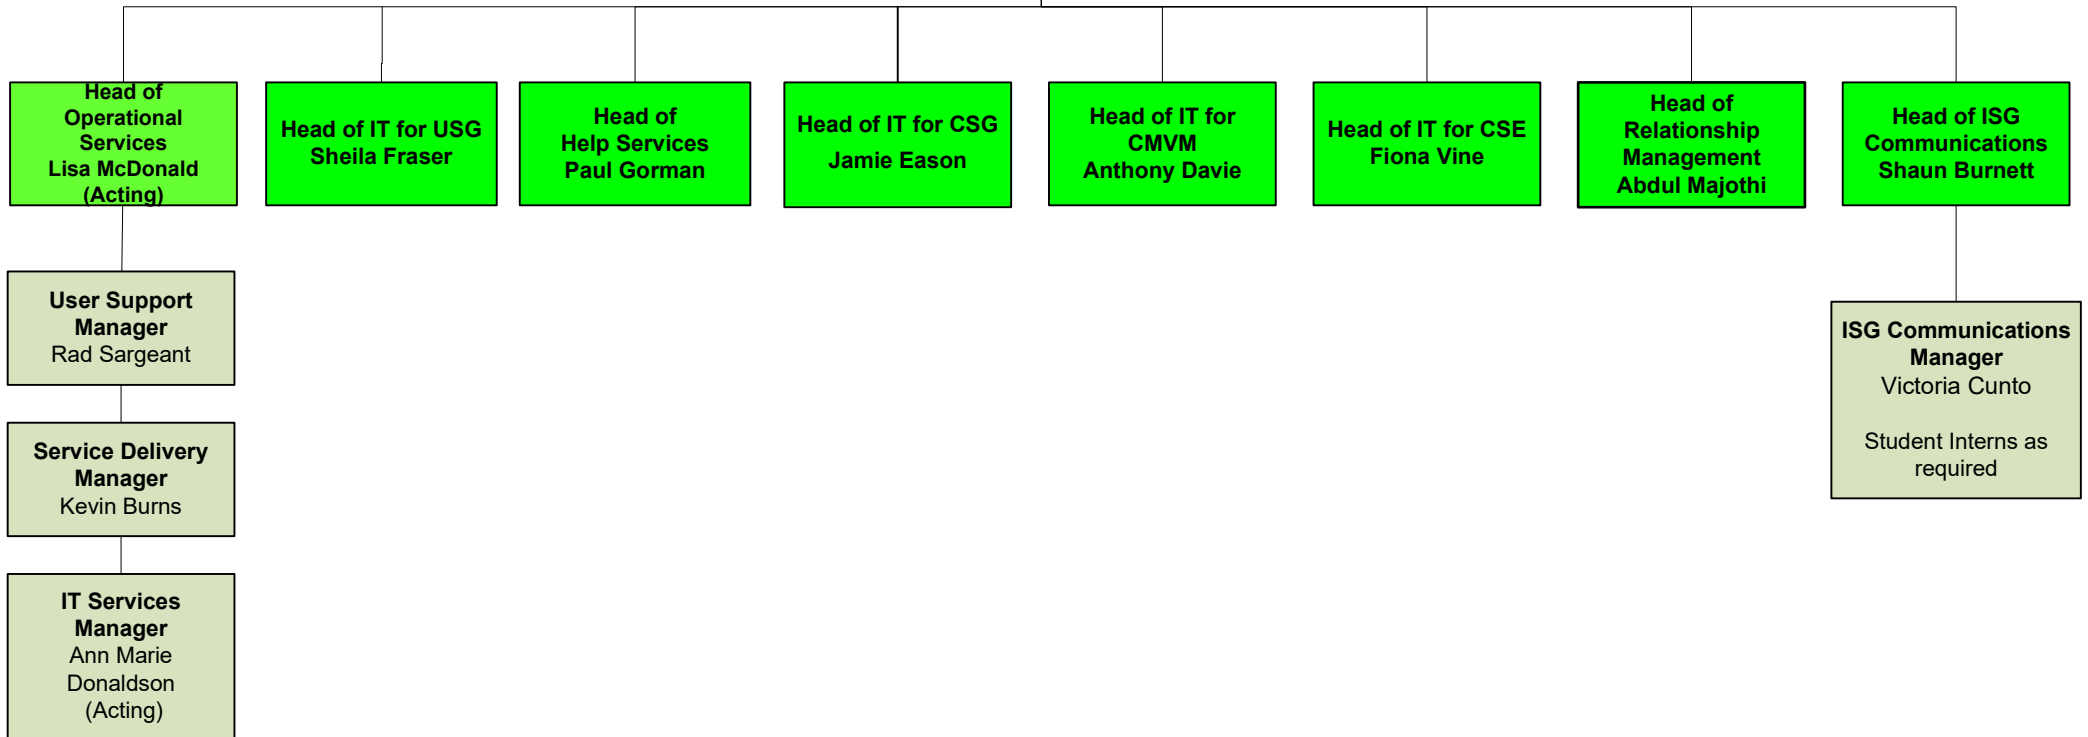 Head of
Operational
Services
Lisa McDonald
(Acting)
Head of IT for USG
Sheila Fraser
Head of
Help Services
Paul Gorman
Head of IT for CSG
Jamie Eason
Head of IT for
CMVM
Anthony Davie
Head of IT for CSE
Fiona Vine
Head of
Relationship
Management
Abdul Majothi
Head of ISG
Communications
Shaun Burnett
User Support
Manager
Rad Sargeant
Service Delivery
Manager
Kevin Burns
IT Services
Manager
Ann Marie
Donaldson
(Acting)
ISG Communications
Manager
Victoria Cunto
Student Interns as
required